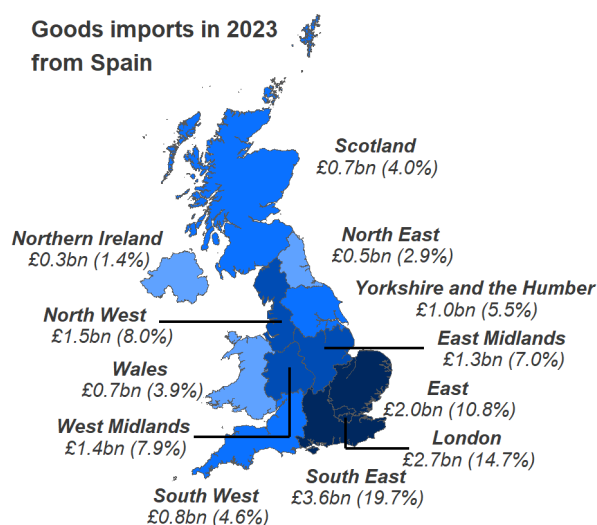 Goods imports in 2023
from Spain
Scotland
£0.7bn (4.0%)
Northern Ireland
£0.3bn (1.4%)
North East
£0.5bn (2.9%)
Yorkshire and the Humber
£1.0bn (5.5%)
North West
£1.5bn (8.0%)
East Midlands
£1.3bn (7.0%)
Wales
£0.7bn (3.9%)
East
£2.0bn (10.8%)
West Midlands
£1.4bn (7.9%)
London
£2.7bn (14.7%)
South East
£3.6bn (19.7%)
South West
£0.8bn (4.6%)